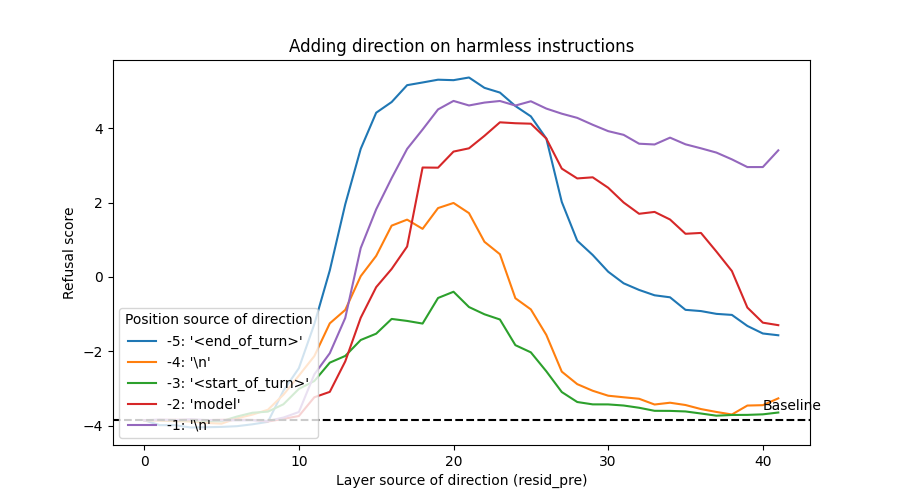 Adding direction on harmless instructions
Refusal score
4
2
0
−2
−4
Position source of direction
-5: '<end_of_turn>'
-4: '\n'
-3: '<start_of_turn>'
-2: 'model'
-1: '\n'
Baseline
0 10 20 30 40
Layer source of direction (resid_pre)